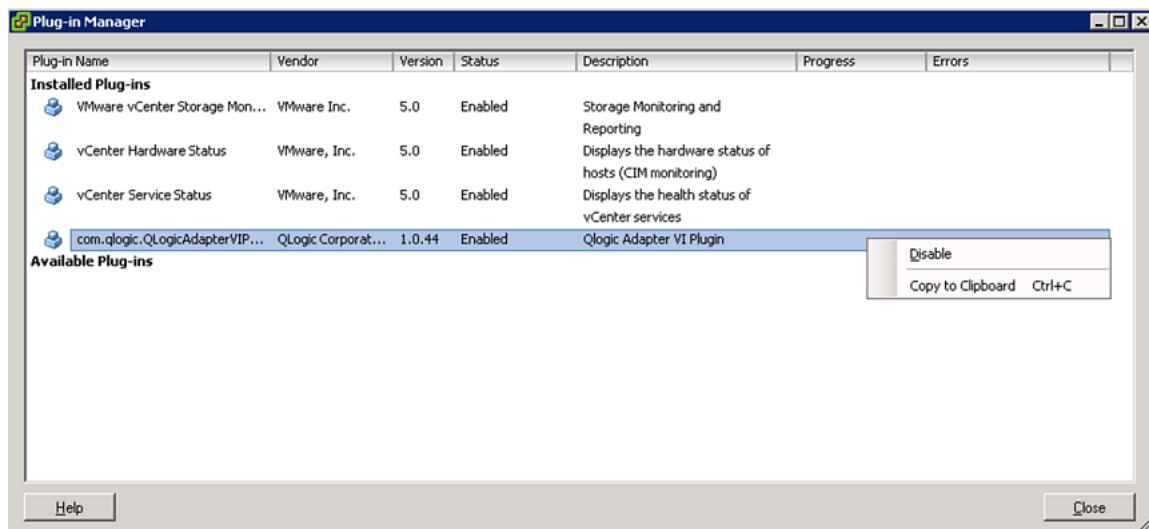 Plug-in Manager
Plug-in Name Vendor Version Status Description Progress Errors
Installed Plug-ins
VMware vCenter Storage Mon... VMware Inc. 5.0 Enabled Storage Monitoring and
Reporting
vCenter Hardware Status VMware, Inc. 5.0 Enabled Displays the hardware status of
hosts (CIM monitoring)
vCenter Service Status VMware, Inc. 5.0 Enabled Displays the health status of
vCenter services
com.qlogic.QLogicAdapterVIP... QLogic Corporat... 1.0.44 Enabled Qlogic Adapter VI Plugin
Disable
Available Plug-ins
Copy to Clipboard Ctrl+C
Help Close